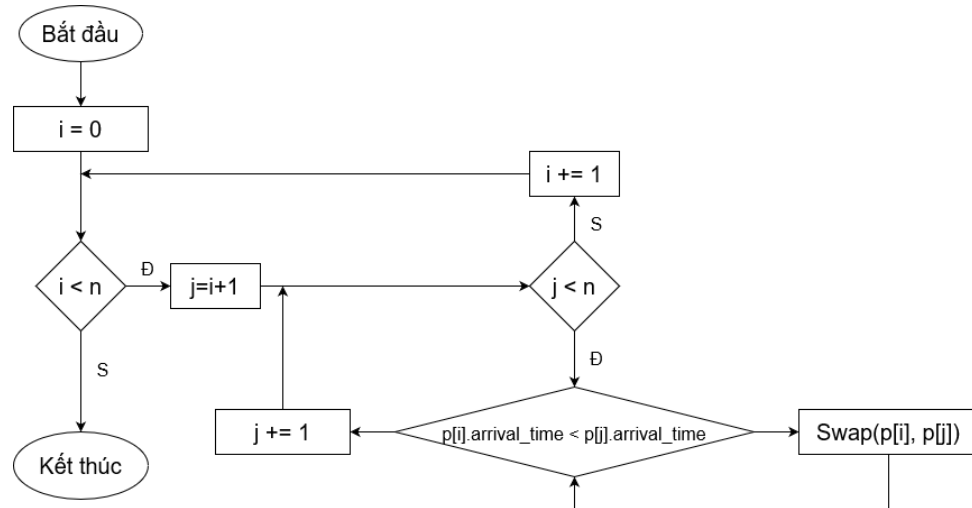 Bắt đầu
i = 0
i += 1
S
i < n
Đ
j=i+1
j < n
S
Đ
j += 1
p[i].arrival_time < p[j].arrival_time
Swap(p[i], p[j])
Kết thúc